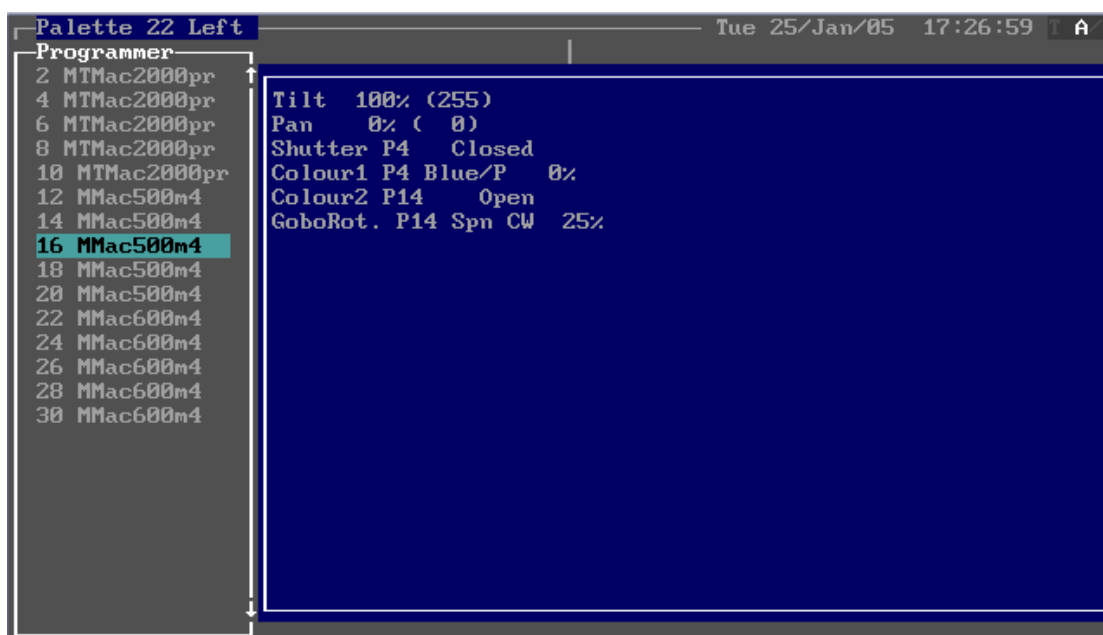 Palette 22 Left Tue 25/Jan/05 17:26:59 T A
Programmer
2 MTMac2000pr
4 MTMac2000pr
6 MTMac2000pr
8 MTMac2000pr
10 MTMac2000pr
12 MMac500m4
14 MMac500m4
16 MMac500m4
18 MMac500m4
20 MMac500m4
22 MMac600m4
24 MMac600m4
26 MMac600m4
28 MMac600m4
30 MMac600m4
Tilt 100% (255)
Pan 0% ( 0)
Shutter P4 Closed
Colour1 P4 Blue/P 0%
Colour2 P14 Open
GoboRot. P14 Spn CW 25%